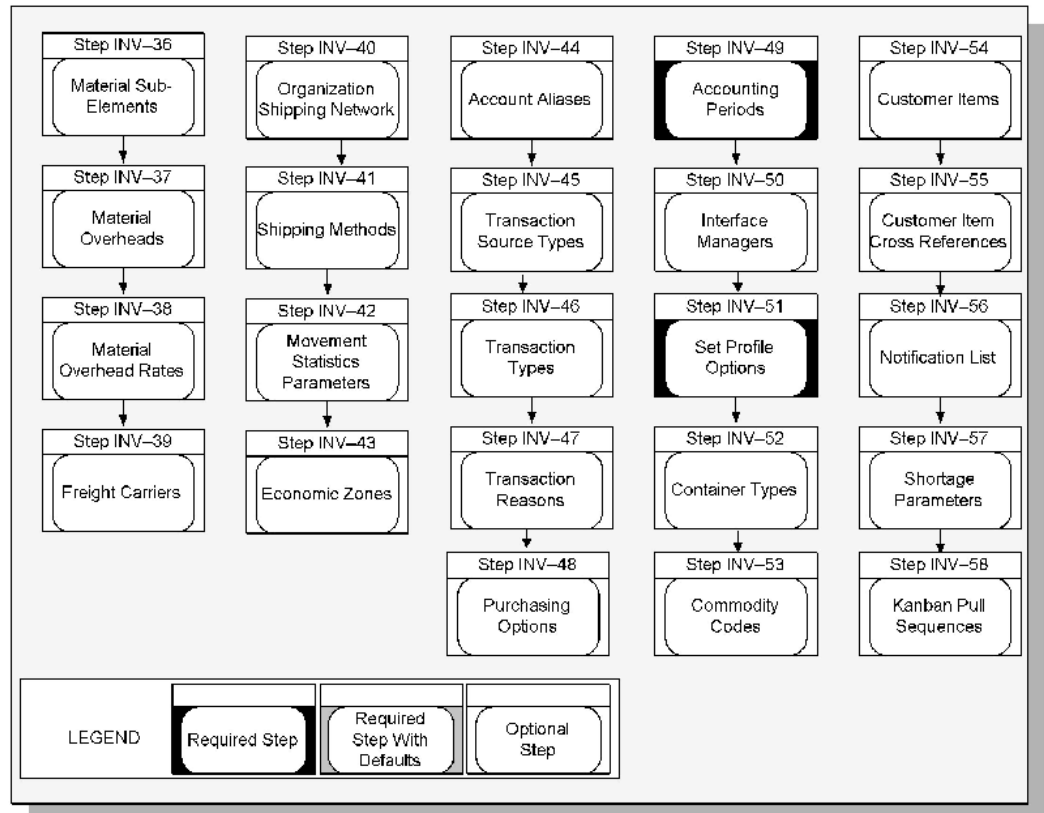 Step INV–36
Material Sub-
Elements
Step INV–37
Material
Overheads
Step INV–38
Material
Overhead Rates
Step INV–39
Freight Carriers
Step INV–40
Organization
Shipping Network
Step INV–41
Shipping Methods
Step INV–42
Movement
Statistics
Parameters
Step INV–43
Economic Zones
Step INV–44
Account Aliases
Step INV–45
Transaction
Source Types
Step INV–46
Transaction
Types
Step INV–47
Transaction
Reasons
Step INV–48
Purchasing
Options
Step INV–49
Accounting
Periods
Step INV–50
Interface
Managers
Step INV–51
Set Profile
Options
Step INV–52
Container Types
Step INV–53
Commodity
Codes
Step INV–54
Customer Items
Step INV–55
Customer Item
Cross References
Step INV–56
Notification List
Step INV–57
Shortage
Parameters
Step INV–58
Kanban Pull
Sequences
LEGEND
Required Step
Required
Step With
Defaults
Optional
Step